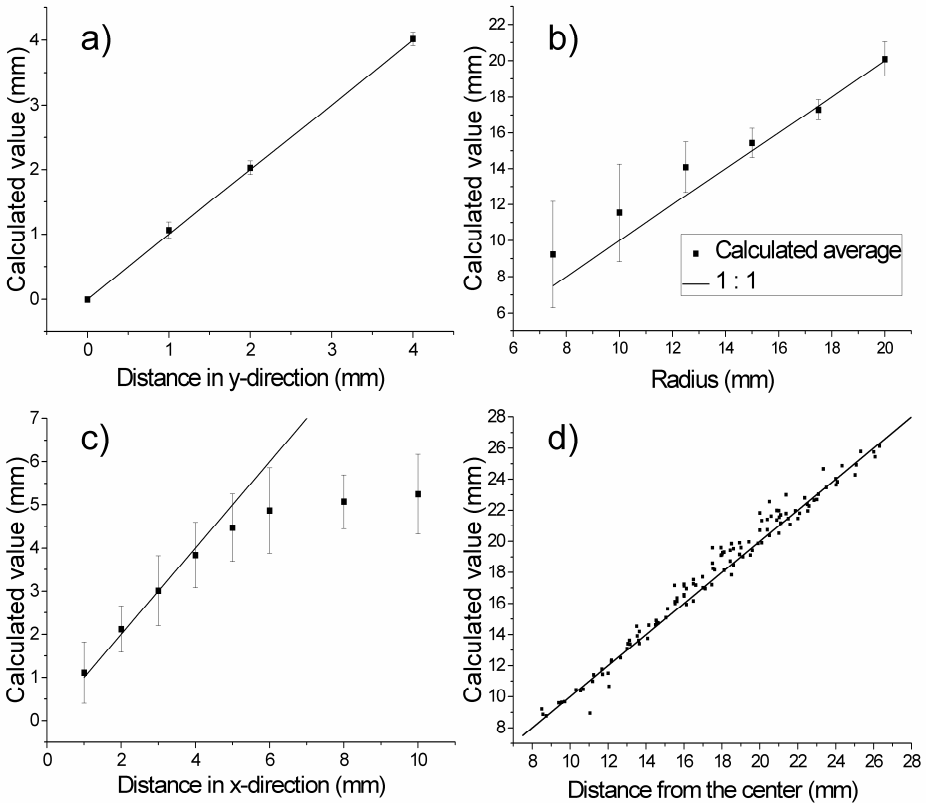 a)
Calculated value (mm)
4
3
2
1
0
0 1 2 3 4
Distance in y-direction (mm)
b)
Calculated value (mm)
22
20
18
16
14
12
10
8
6
Calculated average
1 : 1
6 8 10 12 14 16 18 20
Radius (mm)
c)
Calculated value (mm)
7
6
5
4
3
2
1
0
0 2 4 6 8 10
Distance in x-direction (mm)
d)
Calculated value (mm)
28
26
24
22
20
18
16
14
12
10
8
8 10 12 14 16 18 20 22 24 26 28
Distance from the center (mm)